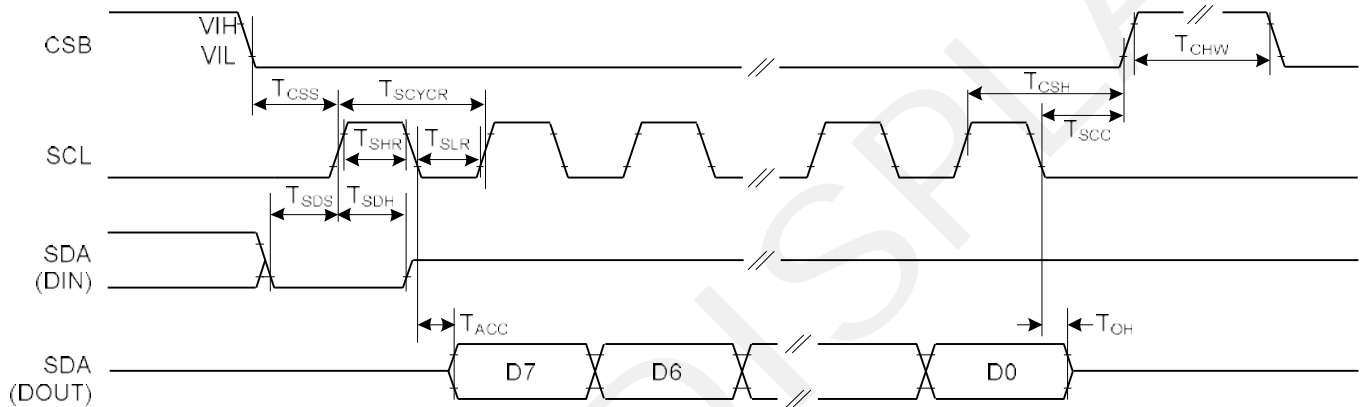 CSB
VIH
VIL
TCHW
TCSS
TSCYCR
TCSH
TSCC
SCL
TSHR
TSLR
TSDS
TSDH
SDA
(DIN)
TACC
TOH
SDA
(DOUT)
D7
D6
D0
DISPLA